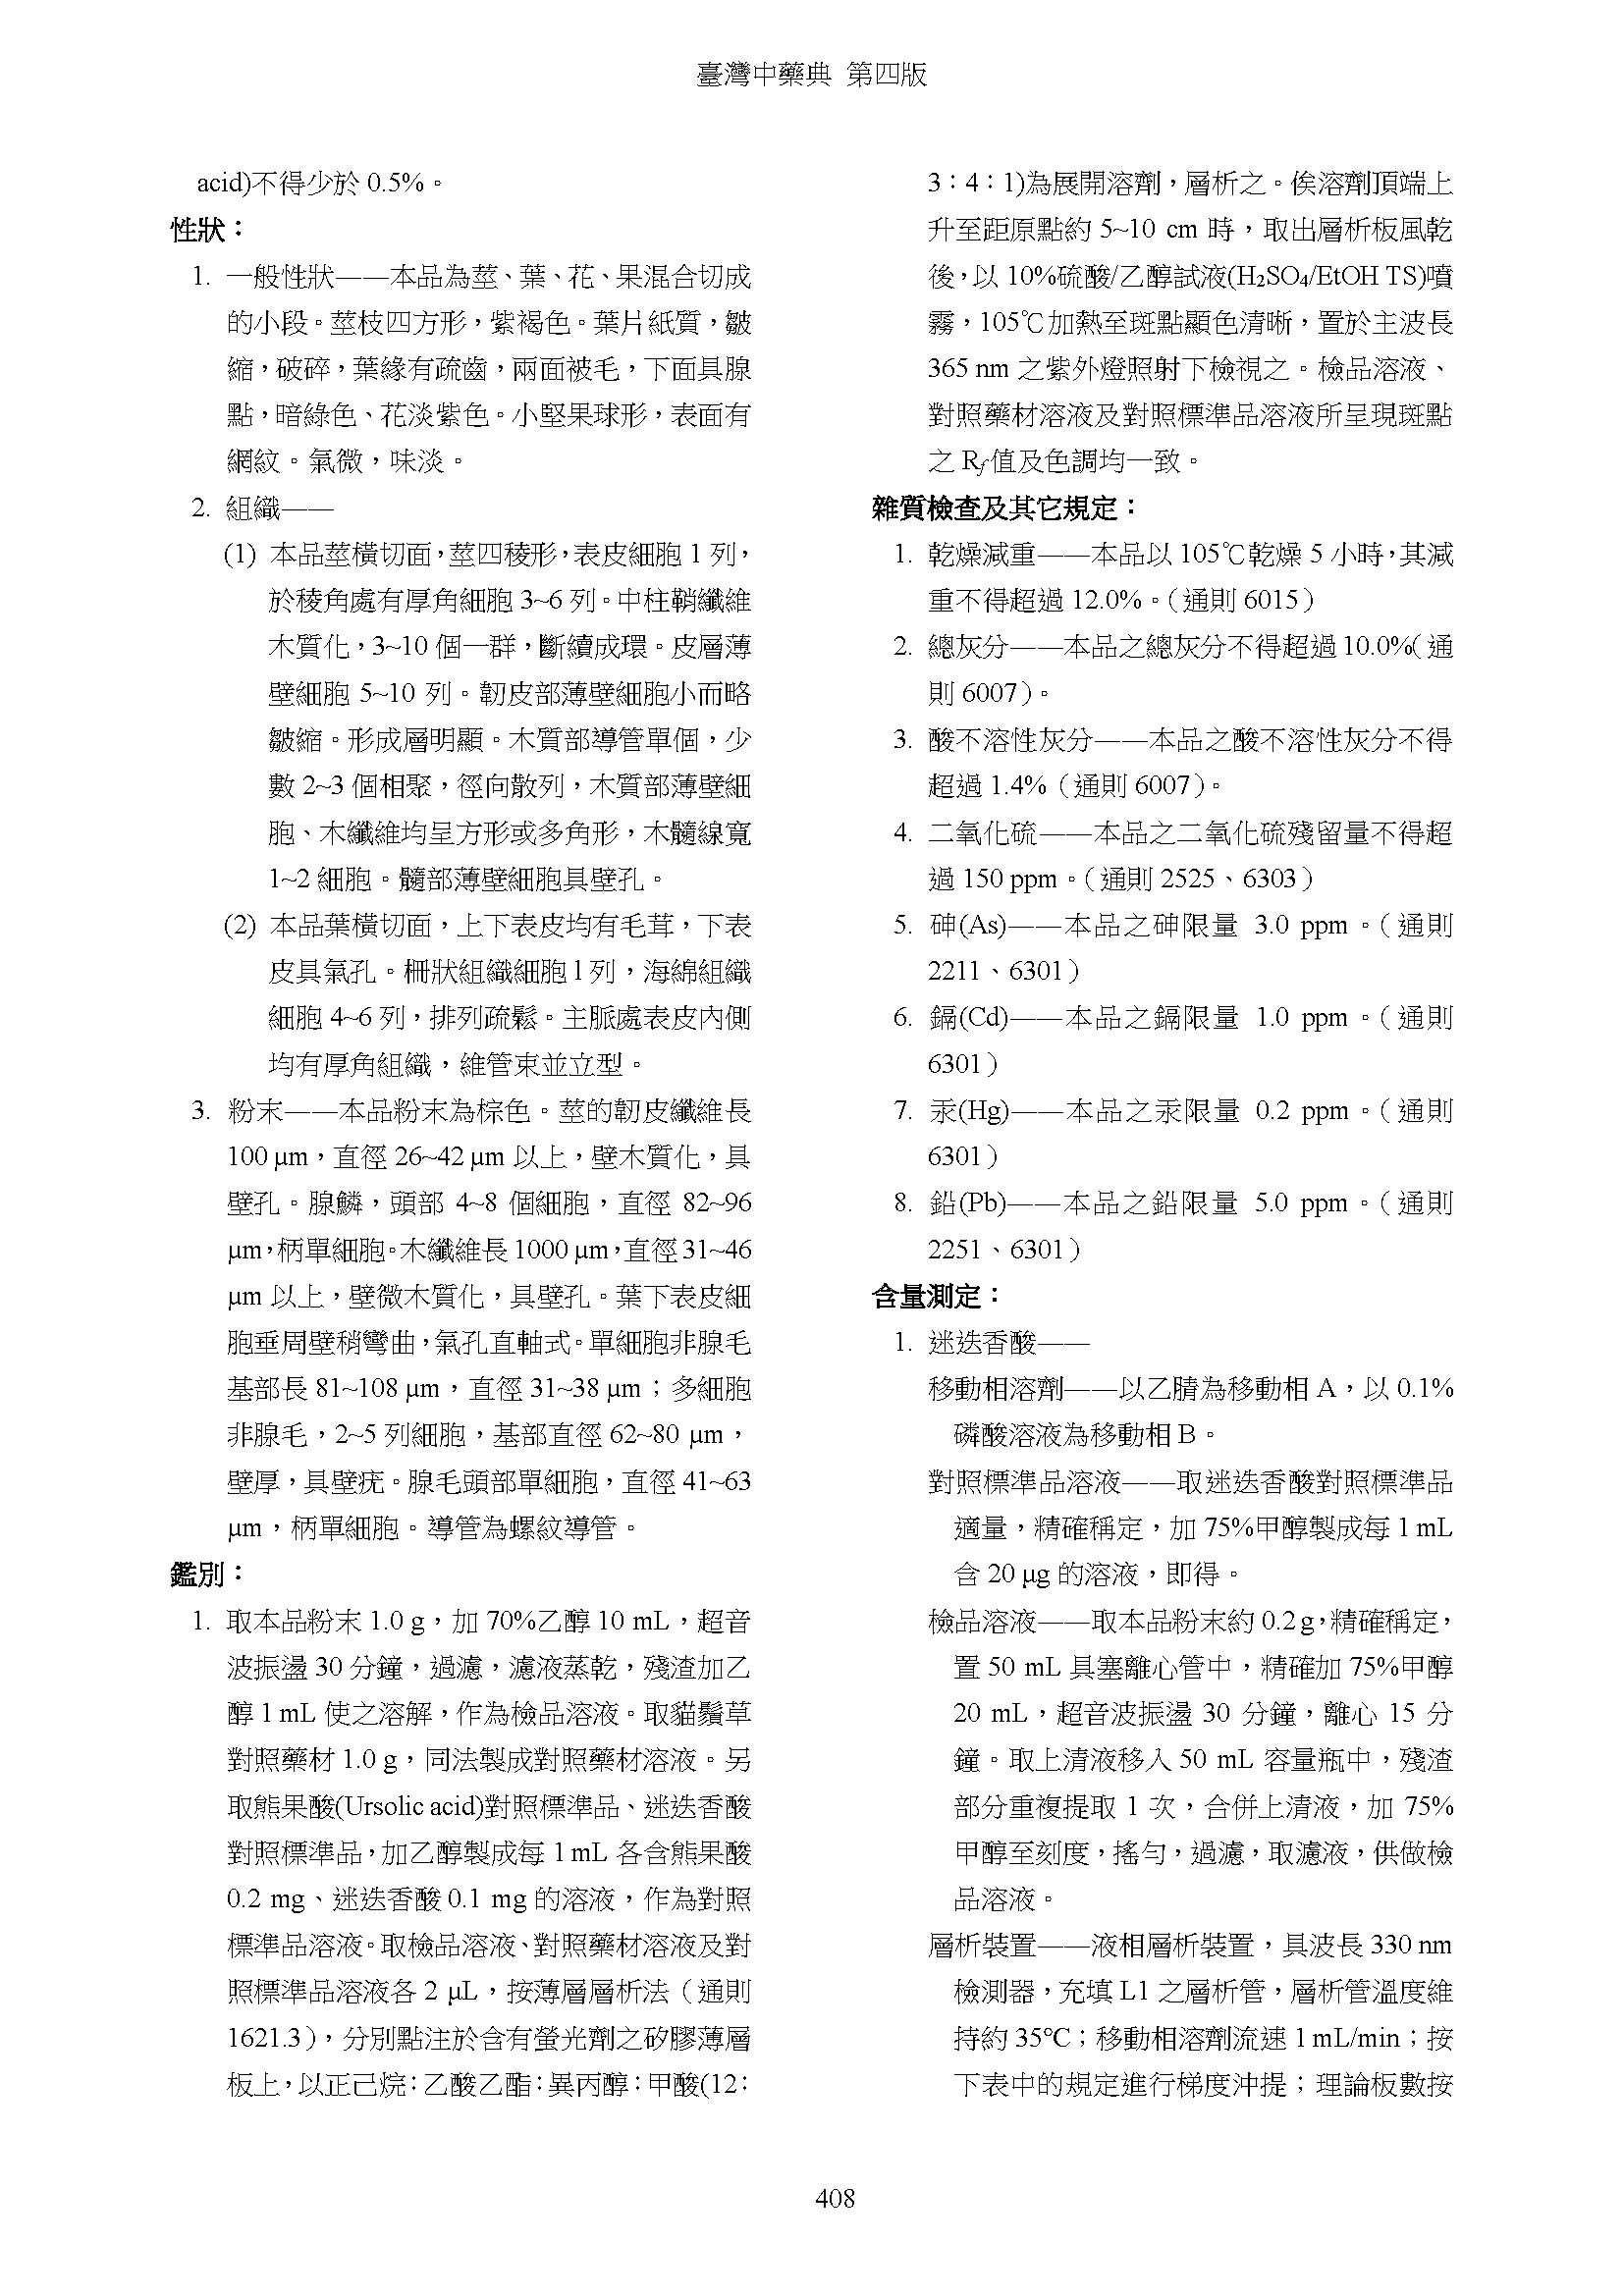 臺灣中藥典 第四版
acid)不得少於 0.5%。
性狀：
1. 一般性狀——本品為莖、葉、花、果混合切成
的小段。莖枝四方形，紫褐色。葉片紙質，皺
縮，破碎，葉緣有疏齒，兩面被毛，下面具腺
點，暗綠色、花淡紫色。小堅果球形，表面有
網紋。氣微，味淡。
2. 組織——
(1) 本品莖橫切面，莖四稜形，表皮細胞 1 列，
於稜角處有厚角細胞 3~6 列。中柱鞘纖維
木質化，3~10 個一群，斷續成環。皮層薄
壁細胞 5~10 列。韌皮部薄壁細胞小而略
皺縮。形成層明顯。木質部導管單個，少
數 2~3 個相聚，徑向散列，木質部薄壁細
胞、木纖維均呈方形或多角形，木髓線寬
1~2 細胞。髓部薄壁細胞具壁孔。
(2) 本品葉橫切面，上下表皮均有毛茸，下表
皮具氣孔。柵狀組織細胞 1 列，海綿組織
細胞 4~6 列，排列疏鬆。主脈處表皮內側
均有厚角組織，維管束並立型。
3. 粉末——本品粉末為棕色。莖的韌皮纖維長
100 μm，直徑 26~42 μm 以上，壁木質化，具
壁孔。腺鱗，頭部 4~8 個細胞，直徑 82~96
μm，柄單細胞。木纖維長 1000 μm，直徑 31~46
μm 以上，壁微木質化，具壁孔。葉下表皮細
胞垂周壁稍彎曲，氣孔直軸式。單細胞非腺毛
基部長 81~108 μm，直徑 31~38 μm；多細胞
非腺毛，2~5 列細胞，基部直徑 62~80 μm，
壁厚，具壁疣。腺毛頭部單細胞，直徑 41~63
μm，柄單細胞。導管為螺紋導管。
鑑別：
1. 取本品粉末 1.0 g，加 70%乙醇 10 mL，超音
波振盪 30 分鐘，過濾，濾液蒸乾，殘渣加乙
醇 1 mL 使之溶解，作為檢品溶液。取貓鬚草
對照藥材 1.0 g，同法製成對照藥材溶液。另
取熊果酸(Ursolic acid)對照標準品、迷迭香酸
對照標準品，加乙醇製成每 1 mL 各含熊果酸
0.2 mg、迷迭香酸 0.1 mg 的溶液，作為對照
標準品溶液。取檢品溶液、對照藥材溶液及對
照標準品溶液各 2 μL，按薄層層析法（通則
1621.3），分別點注於含有螢光劑之矽膠薄層
板上，以正己烷：乙酸乙酯：異丙醇：甲酸(12：
3：4：1)為展開溶劑，層析之。俟溶劑頂端上
升至距原點約 5~10 cm 時，取出層析板風乾
後，以 10%硫酸/乙醇試液(H₂SO₄/EtOH TS)噴
霧，105℃加熱至斑點顯色清晰，置於主波長
365 nm 之紫外燈照射下檢視之。檢品溶液、
對照藥材溶液及對照標準品溶液所呈現斑點
之 Rf值及色調均一致。
雜質檢查及其它規定：
1. 乾燥減重——本品以 105℃乾燥 5 小時，其減
重不得超過 12.0%。（通則 6015）
2. 總灰分——本品之總灰分不得超過 10.0%（通
則 6007）。
3. 酸不溶性灰分——本品之酸不溶性灰分不得
超過 1.4%（通則 6007）。
4. 二氧化硫——本品之二氧化硫殘留量不得超
過 150 ppm。（通則 2525、6303）
5. 砷(As)——本品之砷限量 3.0 ppm。（通則
2211、6301）
6. 鎘(Cd)——本品之鎘限量 1.0 ppm。（通則
6301）
7. 汞(Hg)——本品之汞限量 0.2 ppm。（通則
6301）
8. 鉛(Pb)——本品之鉛限量 5.0 ppm。（通則
2251、6301）
含量測定：
1. 迷迭香酸——
移動相溶劑——以乙腈為移動相 A，以 0.1%
磷酸溶液為移動相 B。
對照標準品溶液——取迷迭香酸對照標準品
適量，精確稱定，加 75%甲醇製成每 1 mL
含 20 μg 的溶液，即得。
檢品溶液——取本品粉末約 0.2 g，精確稱定，
置 50 mL 具塞離心管中，精確加 75%甲醇
20 mL，超音波振盪 30 分鐘，離心 15 分
鐘。取上清液移入 50 mL 容量瓶中，殘渣
部分重複提取 1 次，合併上清液，加 75%
甲醇至刻度，搖勻，過濾，取濾液，供做檢
品溶液。
層析裝置——液相層析裝置，具波長 330 nm
檢測器，充填 L1 之層析管，層析管溫度維
持約 35℃；移動相溶劑流速 1 mL/min；按
下表中的規定進行梯度沖提；理論板數按
408